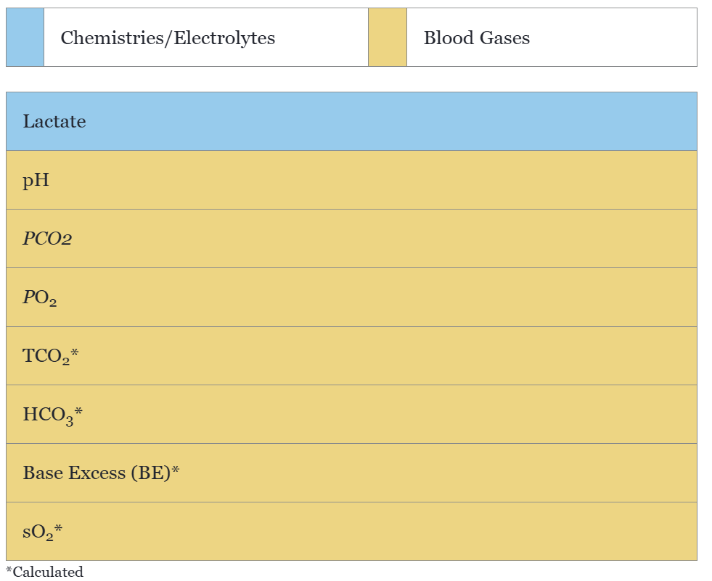 Chemistries/Electrolytes Blood Gases
Lactate
pH
PCO2
PO₂
TCO₂*
HCO₃*
Base Excess (BE)*
sO₂*
*Calculated